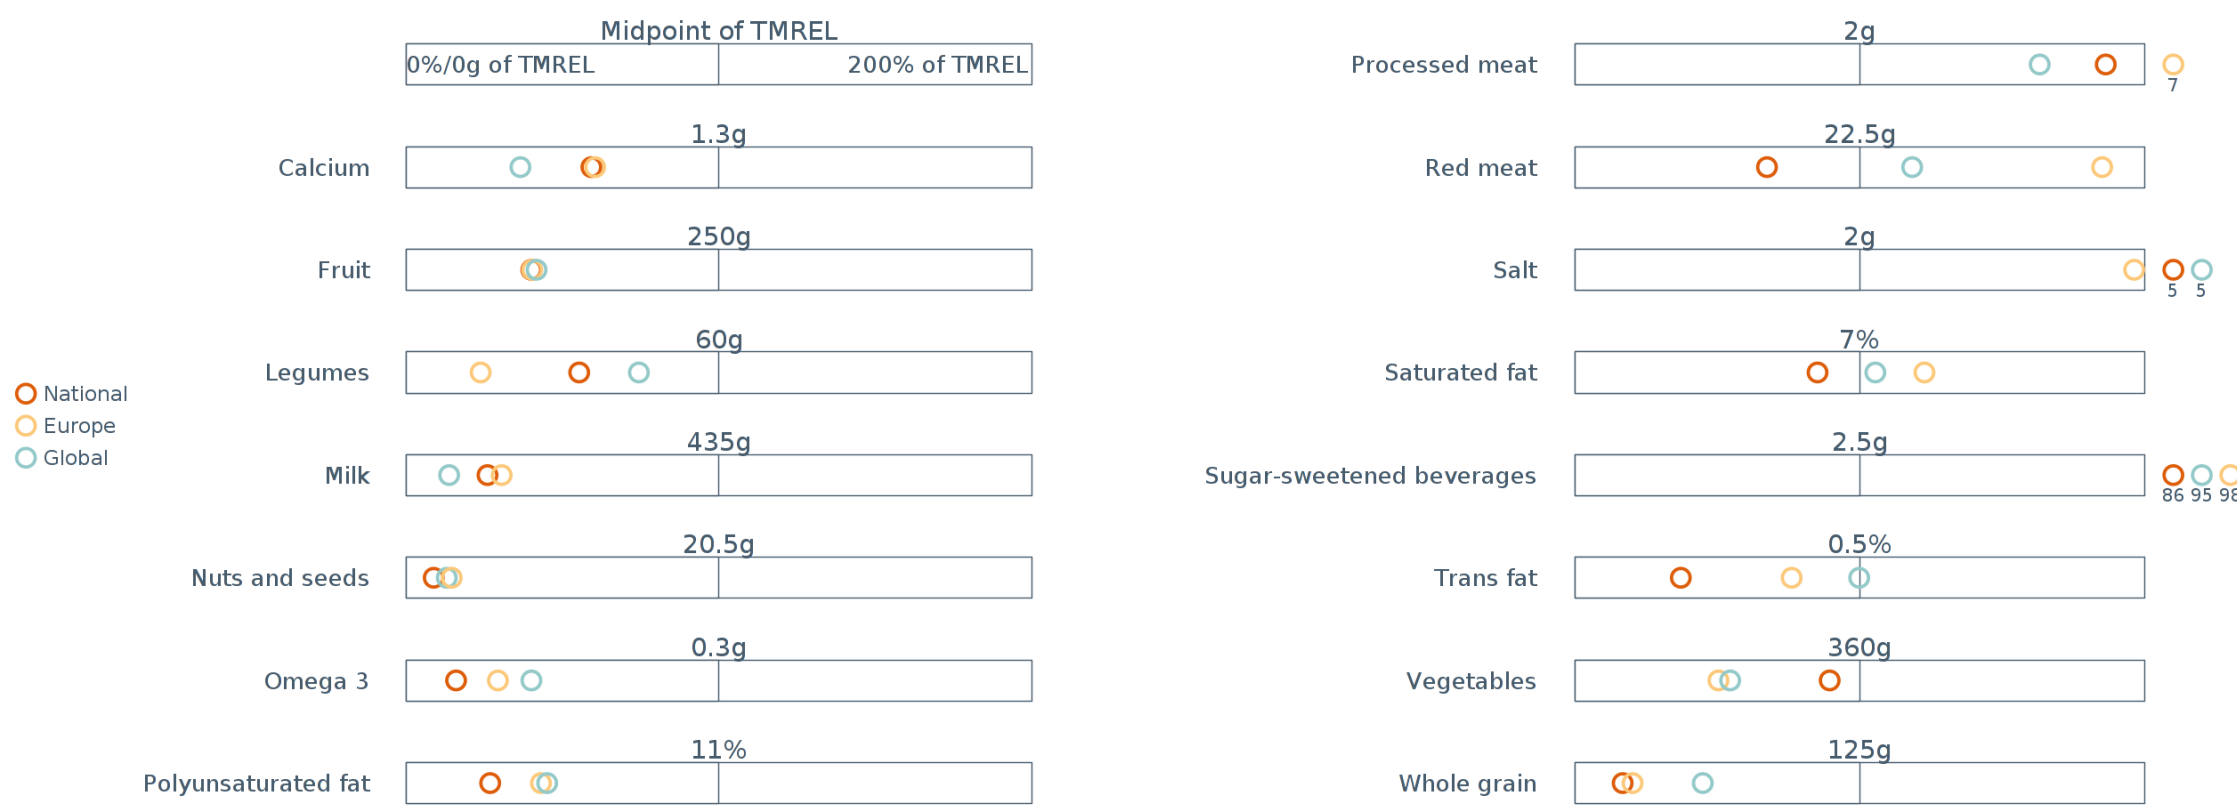 Midpoint of TMREL
0%/0g of TMREL 200% of TMREL
1.3g
Calcium
250g
Fruit
60g
Legumes
435g
Milk
20.5g
Nuts and seeds
0.3g
Omega 3
11%
Polyunsaturated fat
National
Europe
Global
2g
Processed meat
7
22.5g
Red meat
2g
Salt
5 5
7%
Saturated fat
2.5g
Sugar-sweetened beverages
86 95 98
0.5%
Trans fat
360g
Vegetables
125g
Whole grain